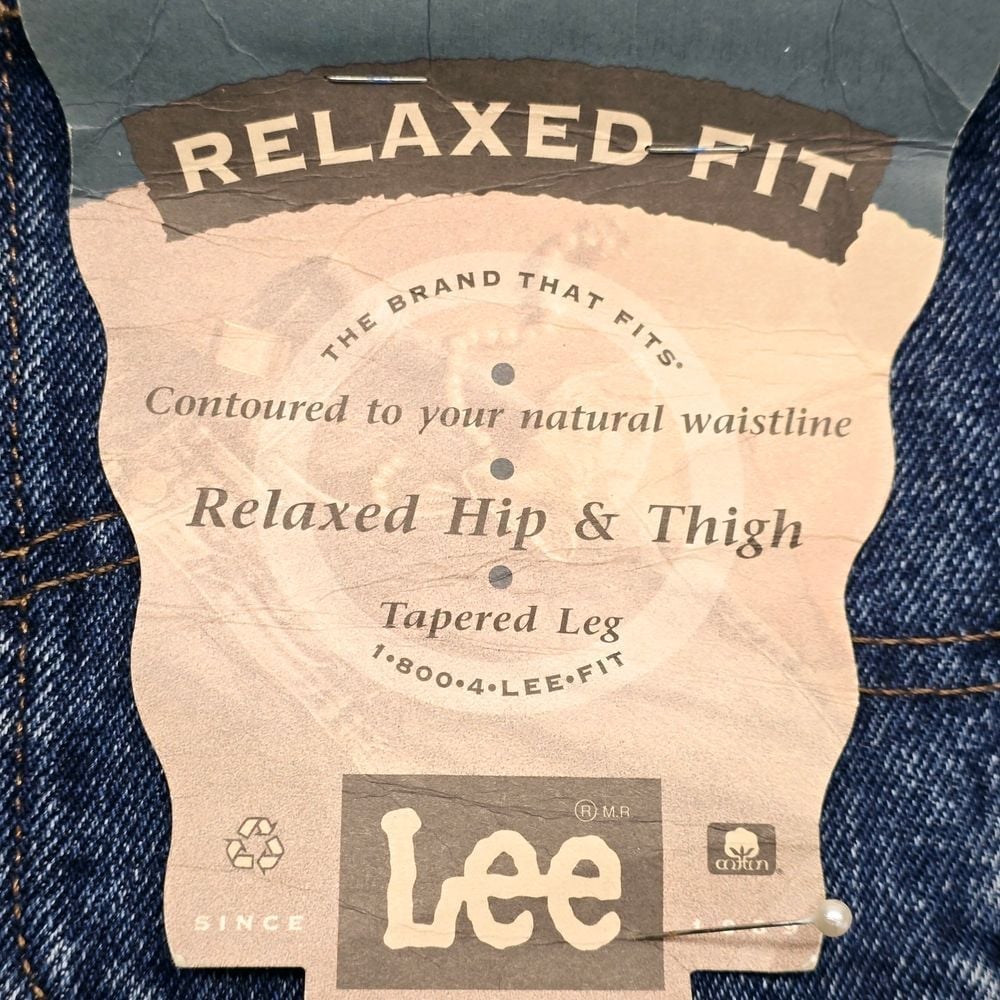 RELAXED FIT
THE BRAND THAT FITS®
Contoured to your natural waistline
Relaxed Hip & Thigh
Tapered Leg
1•800•4•LEE•FIT
® M.R
Lee
cotton
SINCE